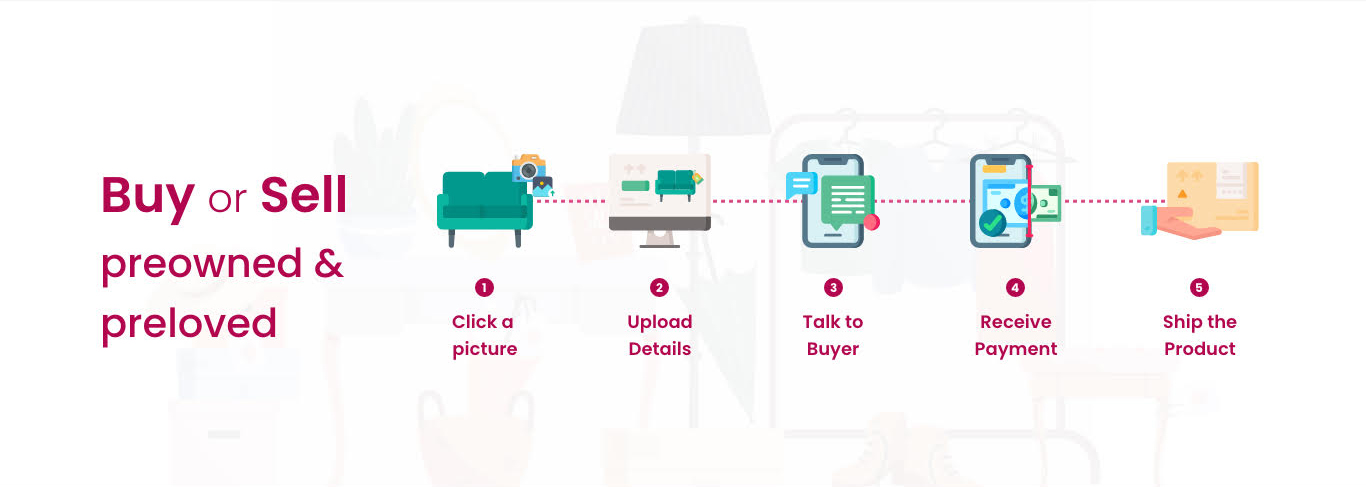 Buy or Sell
preowned &
preloved
1
Click a
picture
2
Upload
Details
3
Talk to
Buyer
4
Receive
Payment
5
Ship the
Product